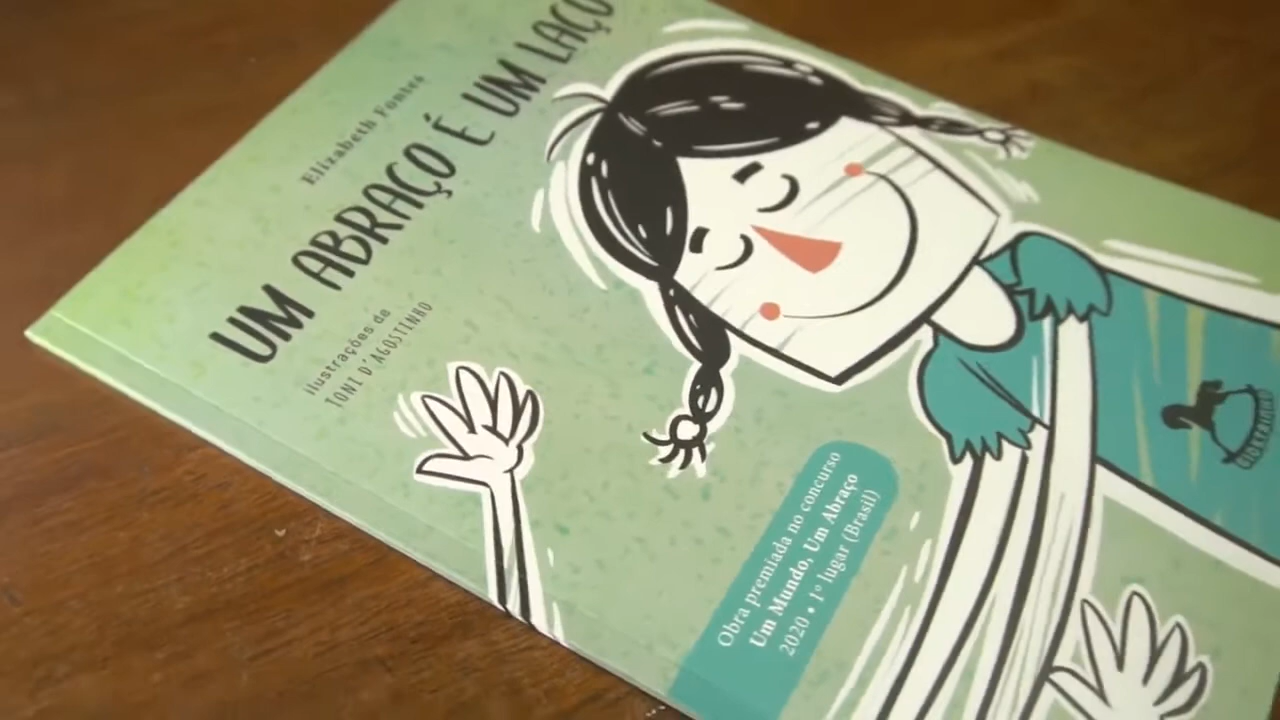 Elizabeth Fontes
UM ABRAÇO É UM LAÇO
ilustrações de
TONI D'AGOSTINHO
Obra premiada no concurso
Um Mundo, Um Abraço
2020 • 1º lugar (Brasil)